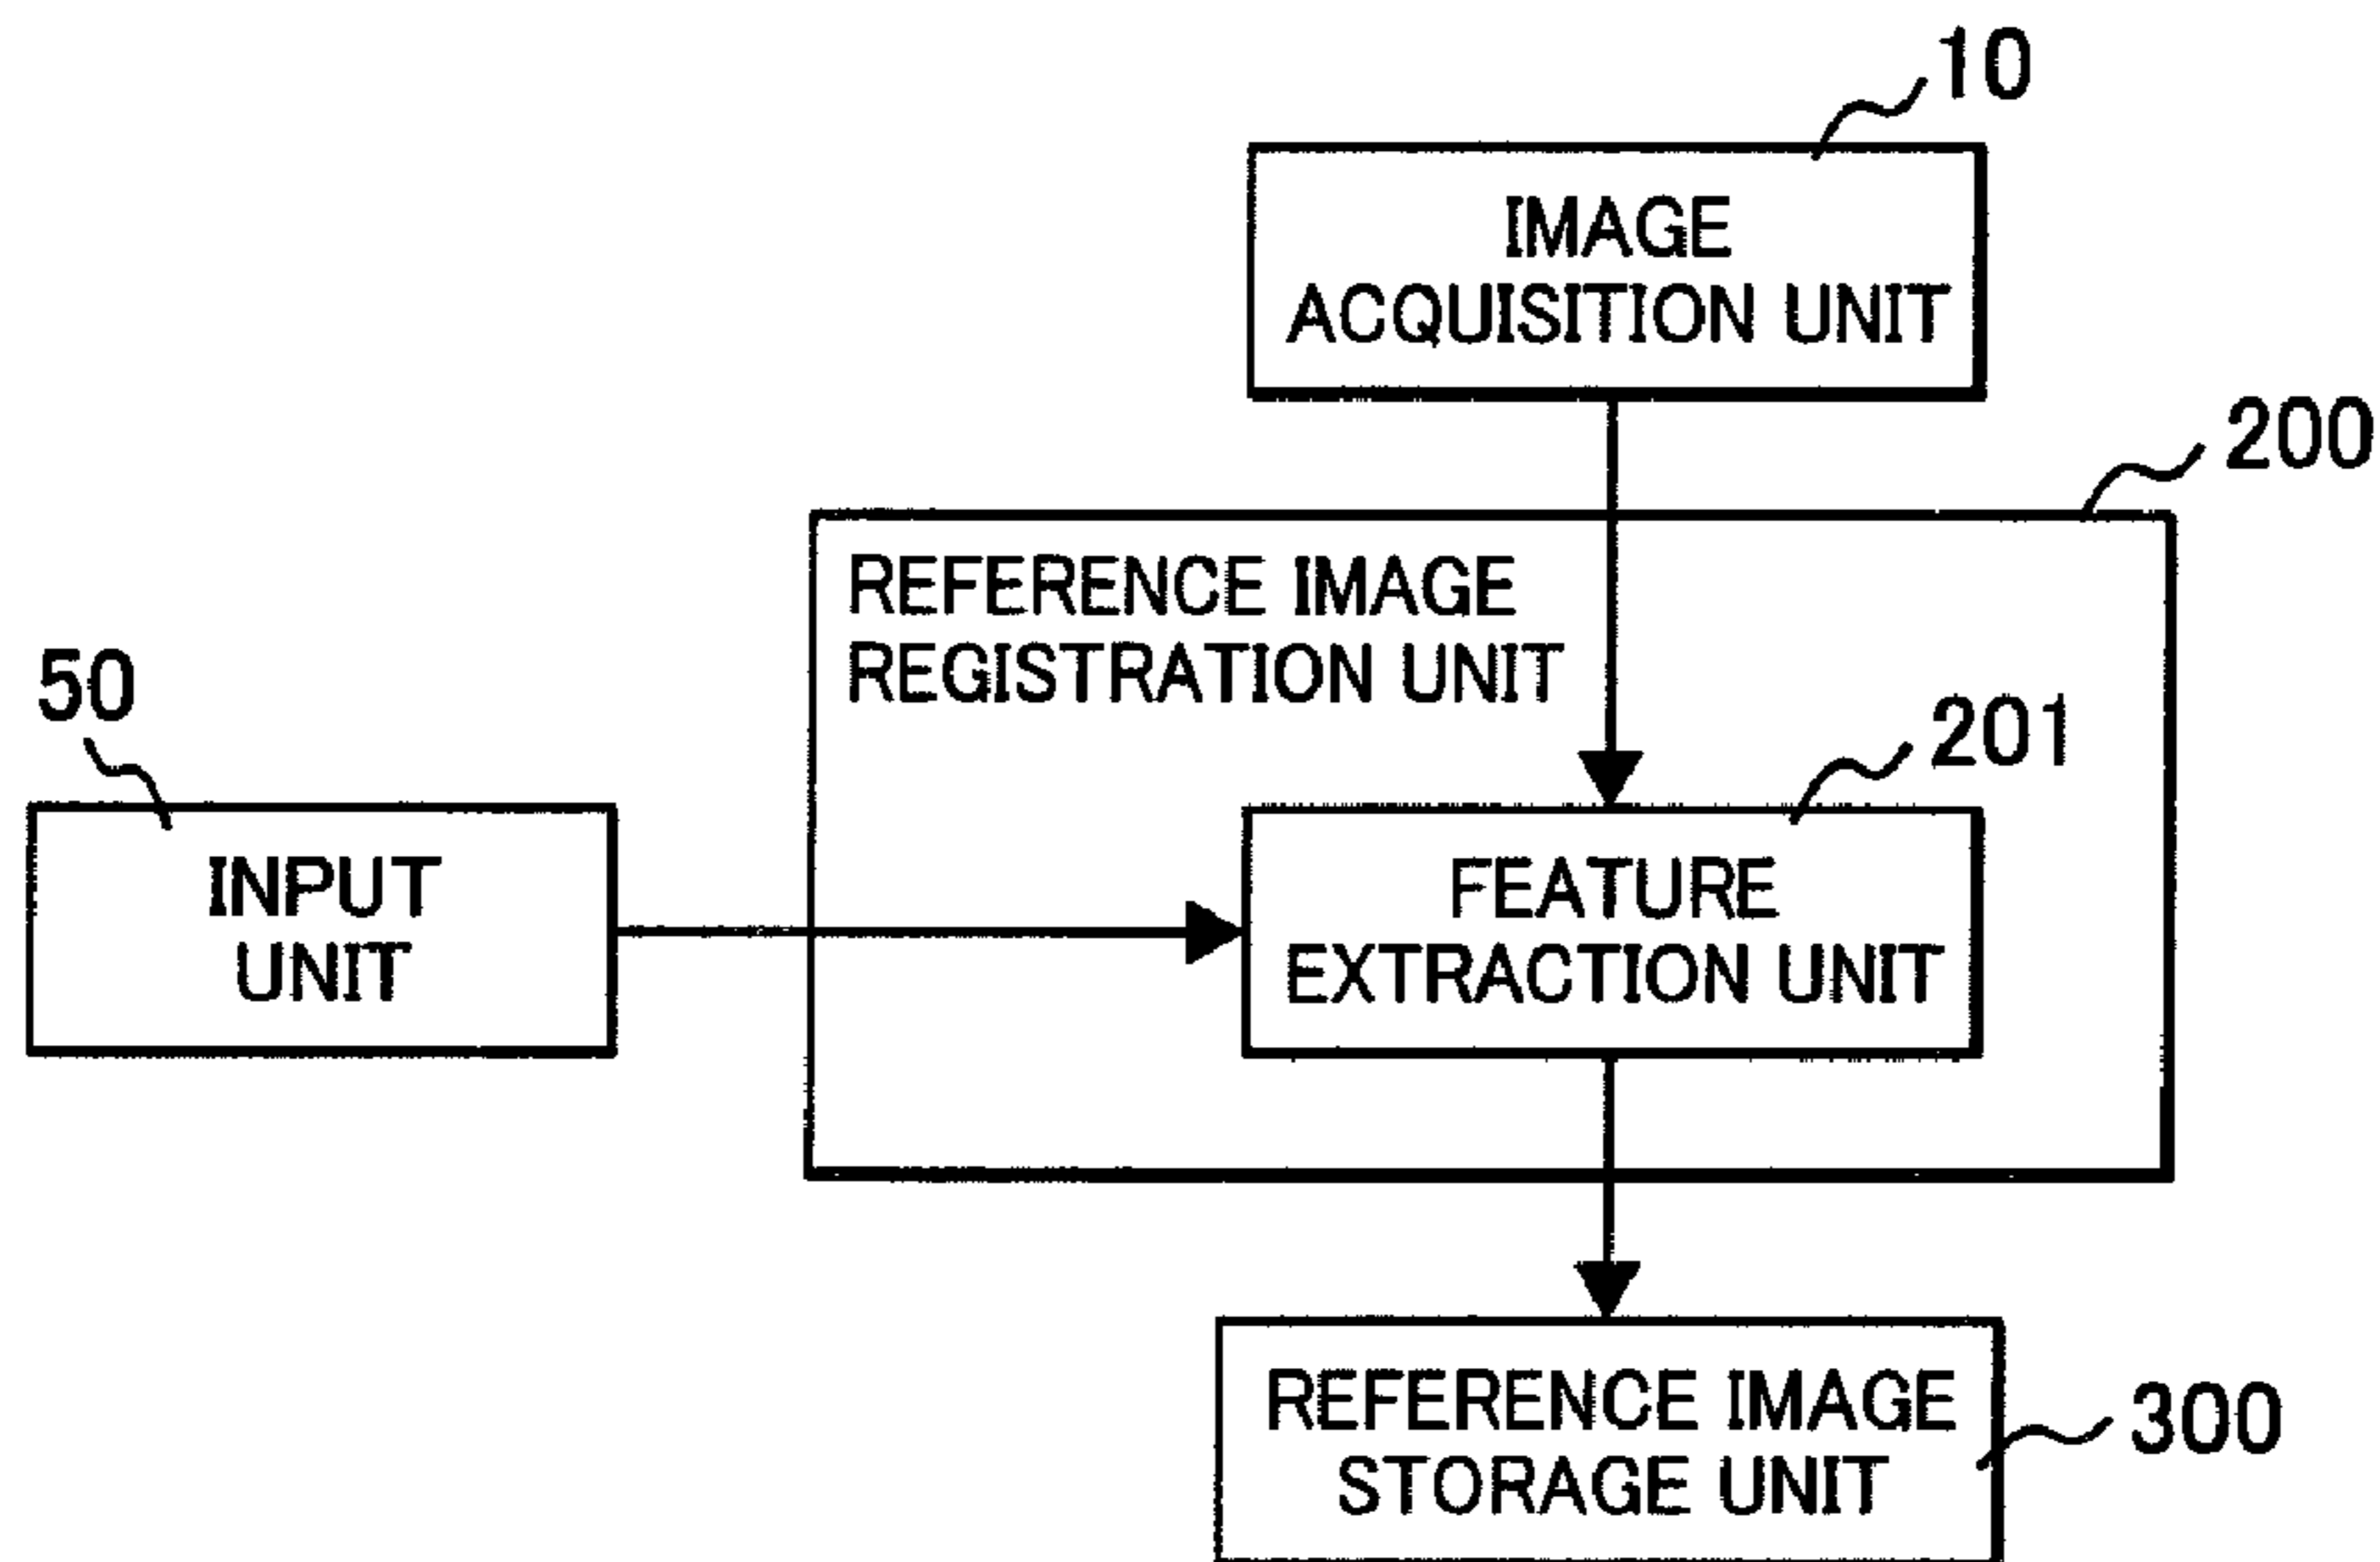 10
IMAGE
ACQUISITION UNIT
200
REFERENCE IMAGE
REGISTRATION UNIT
50
201
INPUT
UNIT
FEATURE
EXTRACTION UNIT
REFERENCE IMAGE
STORAGE UNIT
300